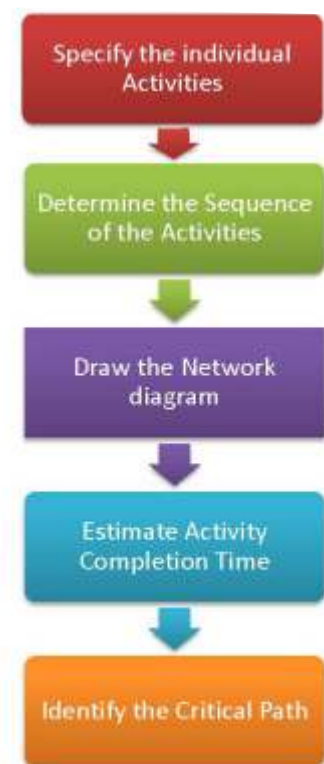 Specify the individual
Activities
Determine the Sequence
of the Activities
Draw the Network
diagram
Estimate Activity
Completion Time
Identify the Critical Path